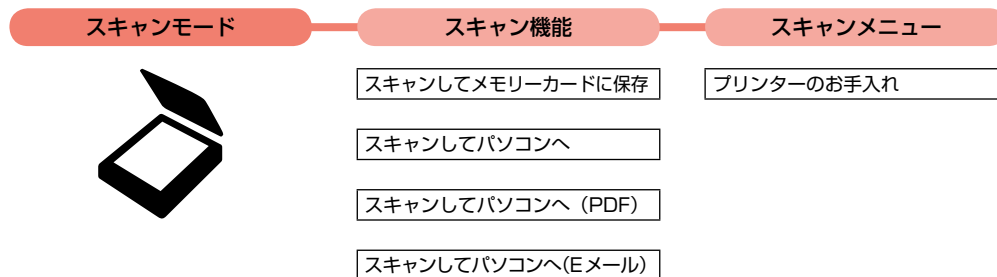 スキャンモード
スキャン機能
スキャンメニュー
スキャンしてメモリーカードに保存
プリンターのお手入れ
スキャンしてパソコンへ
スキャンしてパソコンへ（PDF）
スキャンしてパソコンへ(Eメール)